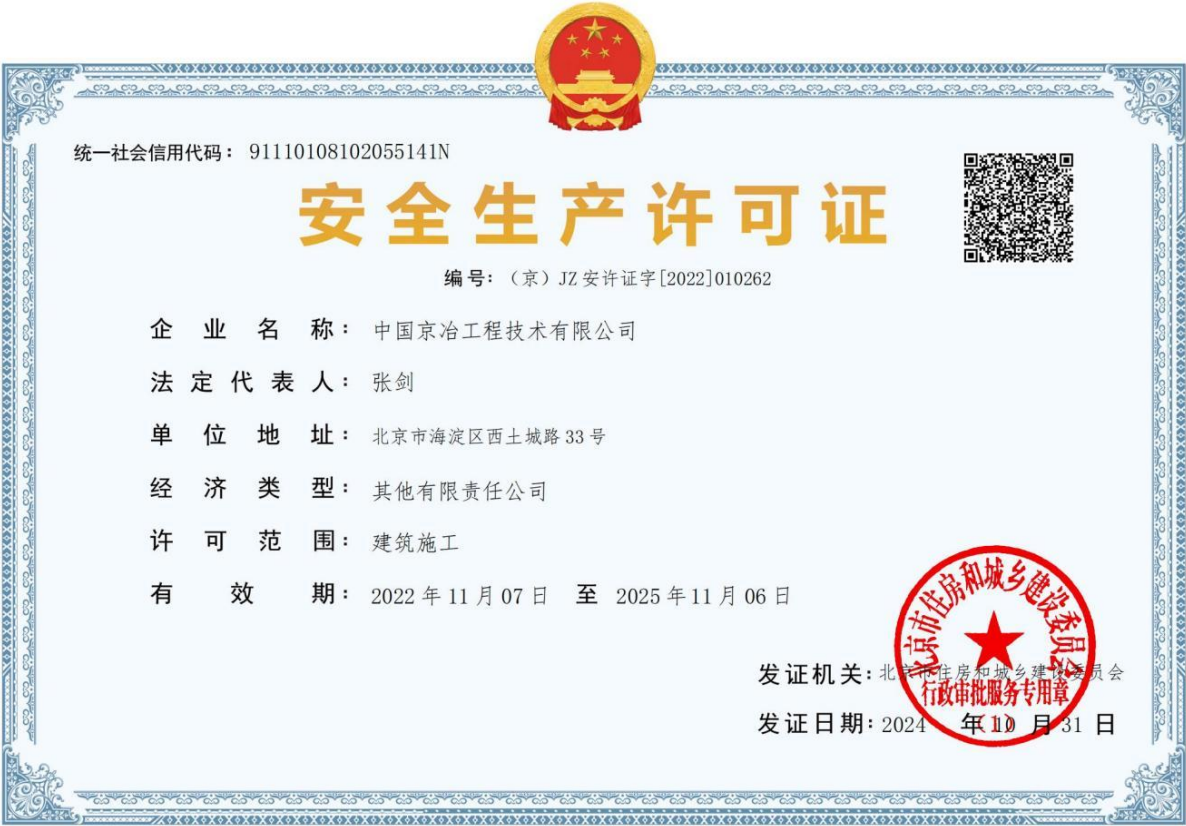 统一社会信用代码：91110108102055141N
安全生产许可证
编号：（京）JZ安许证字[2022]010262
企业名称：中国京冶工程技术有限公司
法定代表人：张剑
单位地址：北京市海淀区西土城路33号
经济类型：其他有限责任公司
许可范围：建筑施工
有效期：2022年11月07日 至 2025年11月06日
发证机关：北京市住房和城乡建设委员会
发证日期：2024年10月31日
北京市住房和城乡建设委员会
行政审批服务专用章
（1）